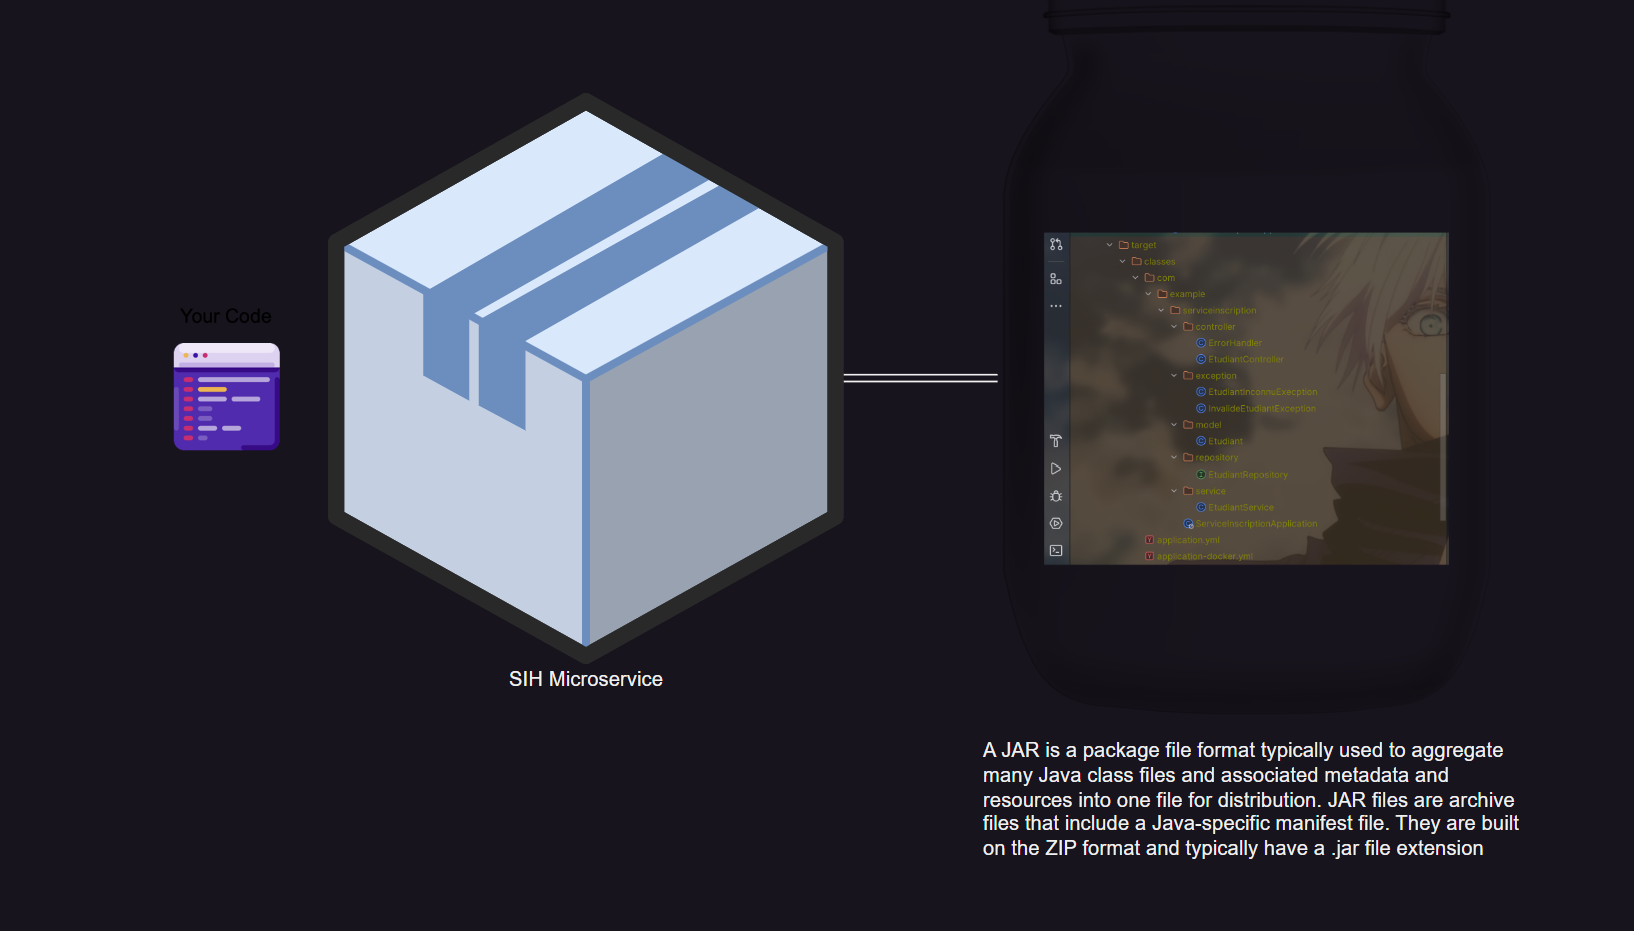 Your Code
SIH Microservice
target
classes
com
example
serviceinscription
controller
ErrorHandler
EtudiantController
exception
EtudiantInconnuExecption
InvalideEtudiantException
model
Etudiant
repository
EtudiantRepository
service
EtudiantService
ServiceInscriptionApplication
application.yml
application-docker.yml
A JAR is a package file format typically used to aggregate
many Java class files and associated metadata and
resources into one file for distribution. JAR files are archive
files that include a Java-specific manifest file. They are built
on the ZIP format and typically have a .jar file extension